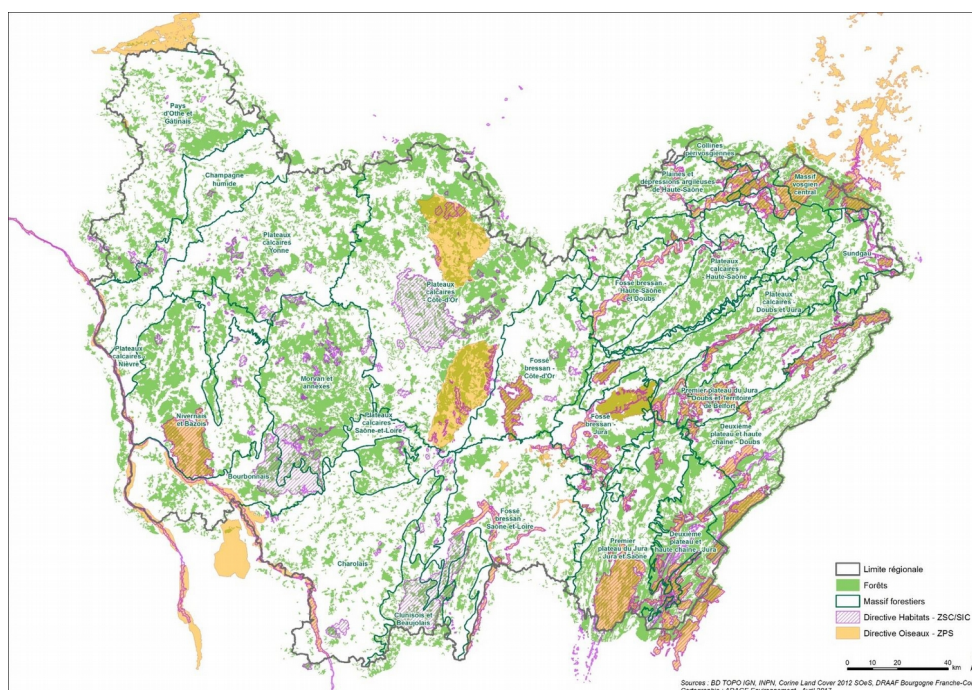 Pays
d'Othe et
Gâtinais
Champagne
humide
Plateaux
calcaires -
Yonne
Plateaux
calcaires -
Côte-d'Or
Collines
périvosgiennes
Plaines et
dépressions argileuses
de Haute-Saône
Massif
vosgien
central
Sundgau
Plateaux
calcaires -
Haute-Saône
Fossé bressan -
Haute-Saône
et Doubs
Plateaux
calcaires -
Doubs et Jura
Plateaux
calcaires -
Nièvre
Morvan et
annexes
Fossé
bressan -
Côte-d'Or
Premier plateau du Jura
Doubs et Territoire
de Belfort
Nivernais
et Bazois
Plateaux
calcaires -
Saône-et-Loire
Fossé
bressan -
Jura
Deuxième
plateau et haute
chaîne - Doubs
Bourbonnais
Fossé
bressan -
Saône-et-Loire
Charolais
Clunisois et
Beaujolais
Premier
plateau du Jura
Jura et Saône
Deuxième
plateau et
haute chaîne - Jura
Limite régionale
Forêts
Massif forestiers
Directive Habitats - ZSC/SIC
Directive Oiseaux - ZPS
0 10 20 40
km
Sources : BD TOPO IGN, INPN, Corine Land Cover 2012 SOeS, DRAAF Bourgogne Franche-Co